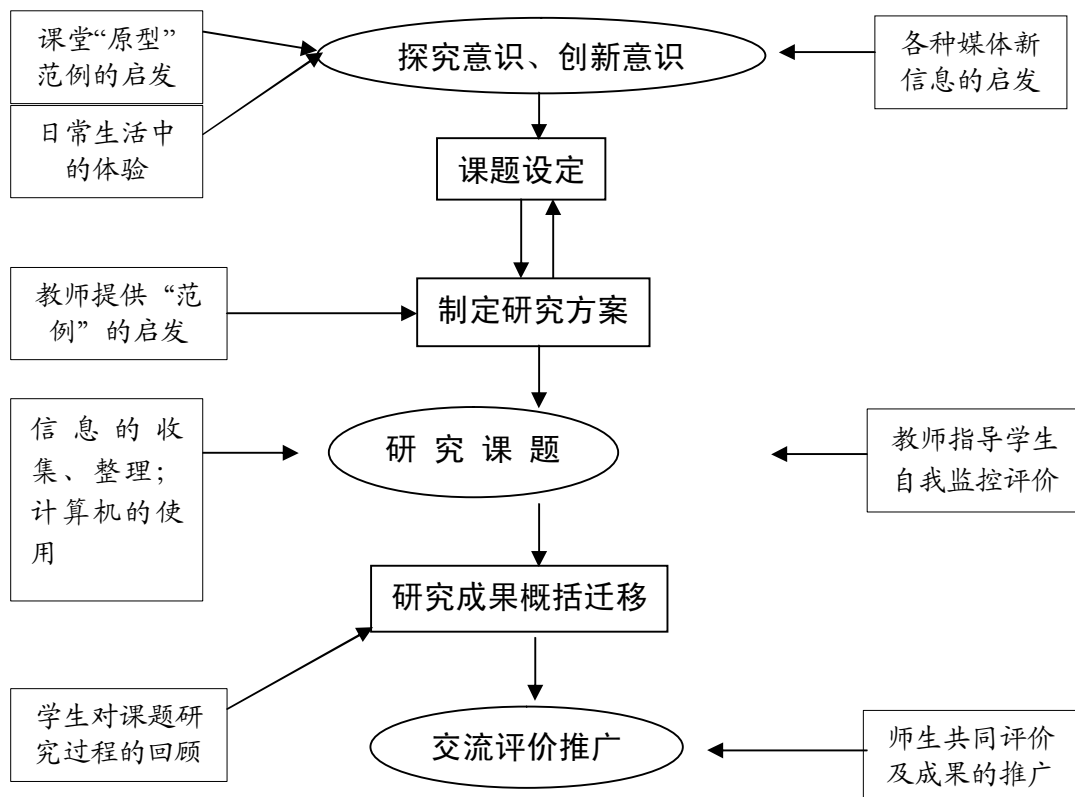 课堂“原型”
范例的启发
探究意识、创新意识
各种媒体新
信息的启发
日常生活中
的体验
课题设定
教师提供“范
例”的启发
制定研究方案
信息的收
集、整理;
计算机的使
用
研究课题
教师指导学生
自我监控评价
研究成果概括迁移
学生对课题研
究过程的回顾
交流评价推广
师生共同评价
及成果的推广